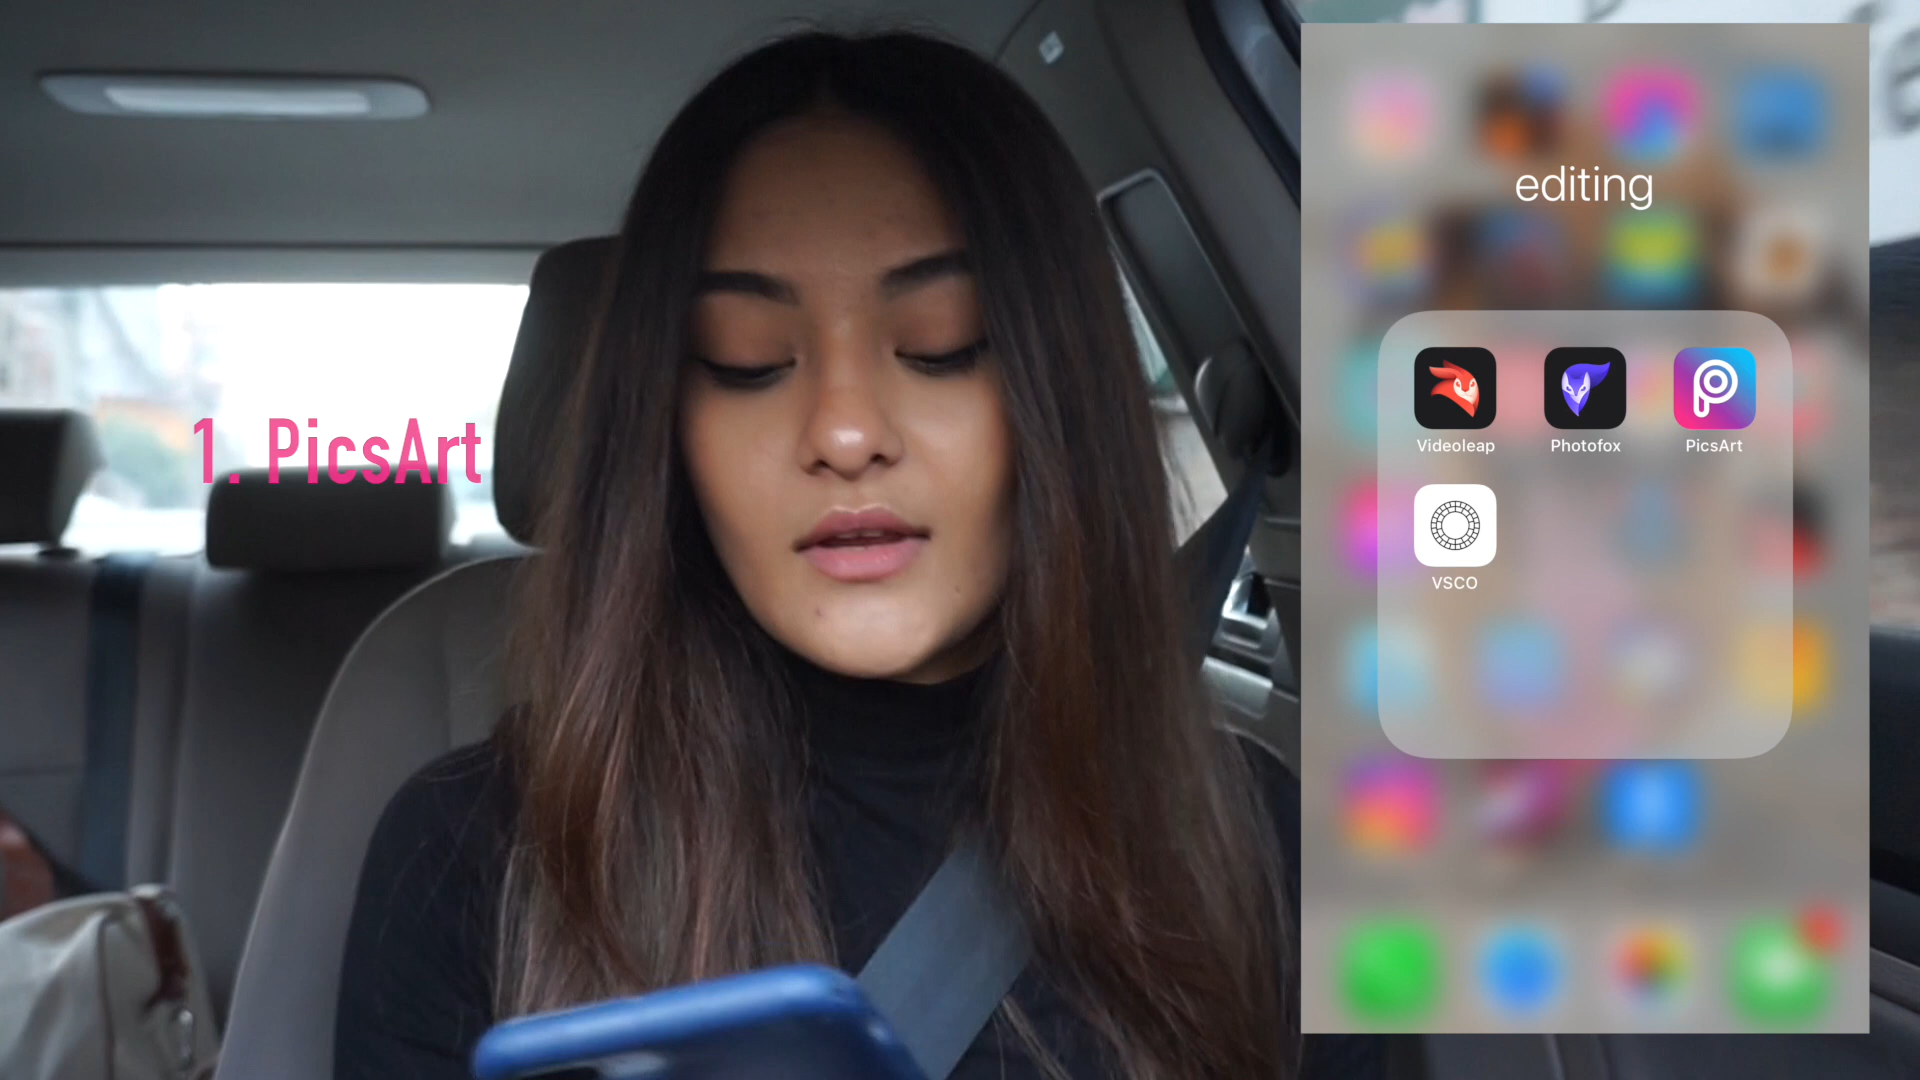 1. PicsArt
editing
Videoleap
Photofox
PicsArt
VSCO